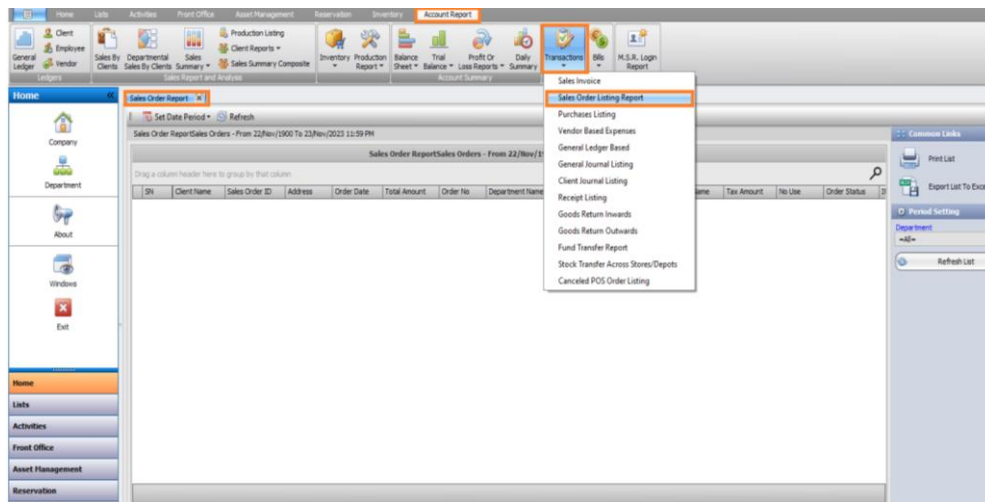 Home Lists Activities Front Office Asset Management Reservation Inventory Account Report
General Ledger
Client
Employee
Vendor
Ledgers
Sales By Clients
Departmental Sales By Clients
Sales Summary
Production Listing
Client Reports
Sales Summary Composite
Sales Report and Analysis
Inventory
Production Report
Balance Sheet
Trial Balance
Profit Or Loss Reports
Daily Summary
Account Summary
Transactions
Bills
M.S.R. Login Report
Home
Company
Department
About
Windows
Exit
Home
Lists
Activities
Front Office
Asset Management
Reservation
Sales Order Report
Set Date Period Refresh
Sales Order ReportSales Orders - From 22/Nov/1900 To 23/Nov/2023 11:59 PM
Sales Order ReportSales Orders - From 22/Nov/1
Drag a column header here to group by that column
SN Client Name Sales Order ID Address Order Date Total Amount Order No Department Name Tax Amount No Use Order Status
Sales Invoice
Sales Order Listing Report
Purchases Listing
Vendor Based Expenses
General Ledger Based
General Journal Listing
Client Journal Listing
Receipt Listing
Goods Return Inwards
Goods Return Outwards
Fund Transfer Report
Stock Transfer Across Stores/Depots
Canceled POS Order Listing
Common Links
Print List
Export List To Exce
Period Setting
Department
=All=
Refresh List